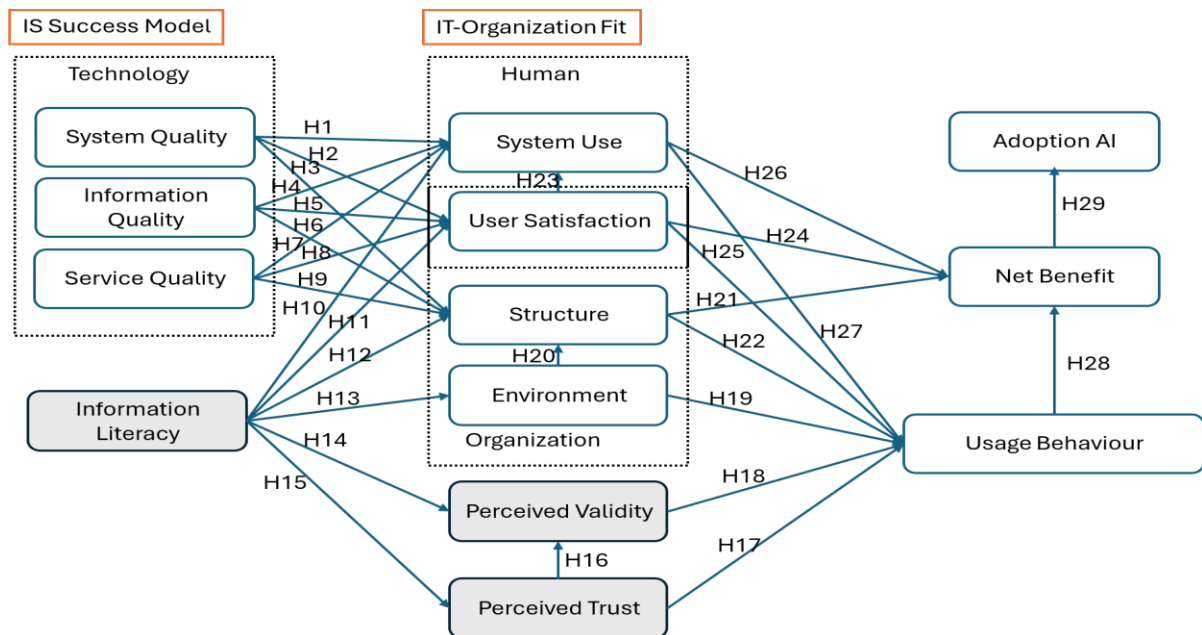 IS Success Model
IT-Organization Fit
Technology
Human
System Quality
Information
Quality
Service Quality
Information
Literacy
H1
H2
H3
H4
H5
H6
H7
H8
H9
H10
H11
H12
H13
H14
H15
System Use
H23
User Satisfaction
Structure
H20
Environment
Organization
Perceived Validity
H16
Perceived Trust
H26
H24
H25
H21
H27
H22
H19
H18
H17
Adoption AI
H29
Net Benefit
H28
Usage Behaviour